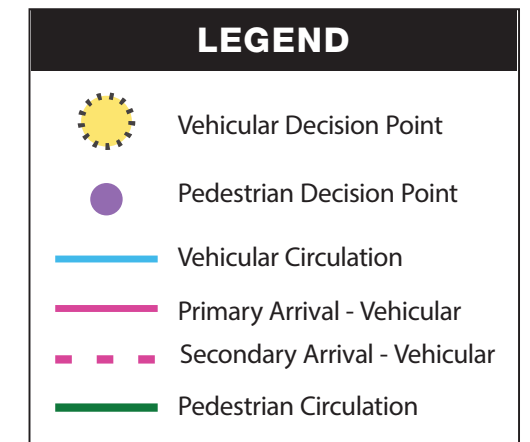 LEGEND
Vehicular Decision Point
Pedestrian Decision Point
Vehicular Circulation
Primary Arrival - Vehicular
Secondary Arrival - Vehicular
Pedestrian Circulation